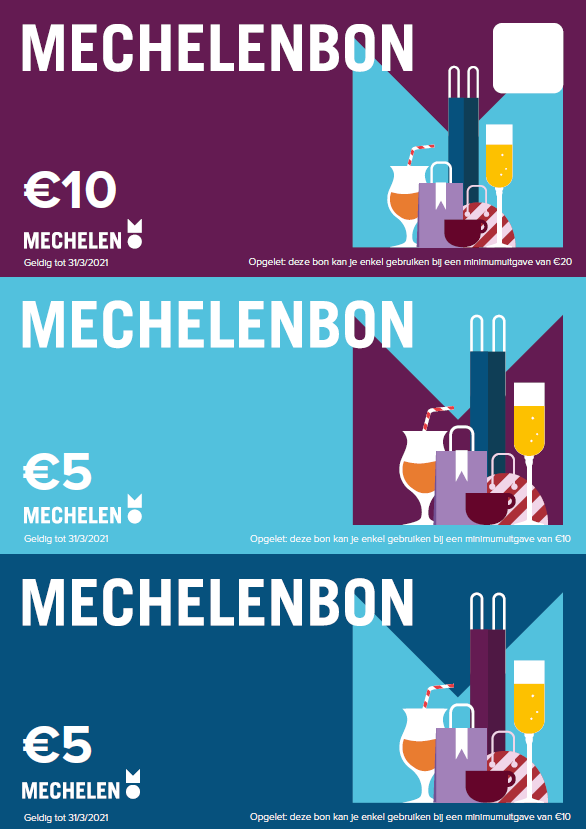 MECHELENBON
€10
MECHELEN
Geldig tot 31/3/2021
Opgelet: deze bon kan je enkel gebruiken bij een minimumuitgave van €20
MECHELENBON
€5
MECHELEN
Geldig tot 31/3/2021
Opgelet: deze bon kan je enkel gebruiken bij een minimumuitgave van €10
MECHELENBON
€5
MECHELEN
Geldig tot 31/3/2021
Opgelet: deze bon kan je enkel gebruiken bij een minimumuitgave van €10